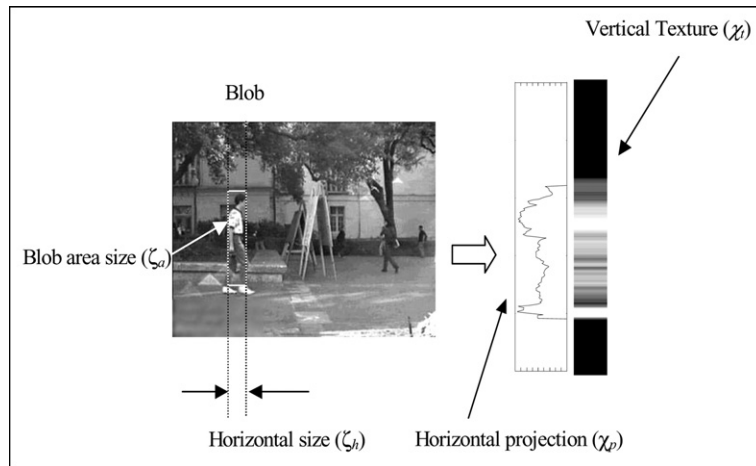 Vertical Texture (χt)
Blob
Blob area size (ζa)
Horizontal size (ζh)
Horizontal projection (χp)